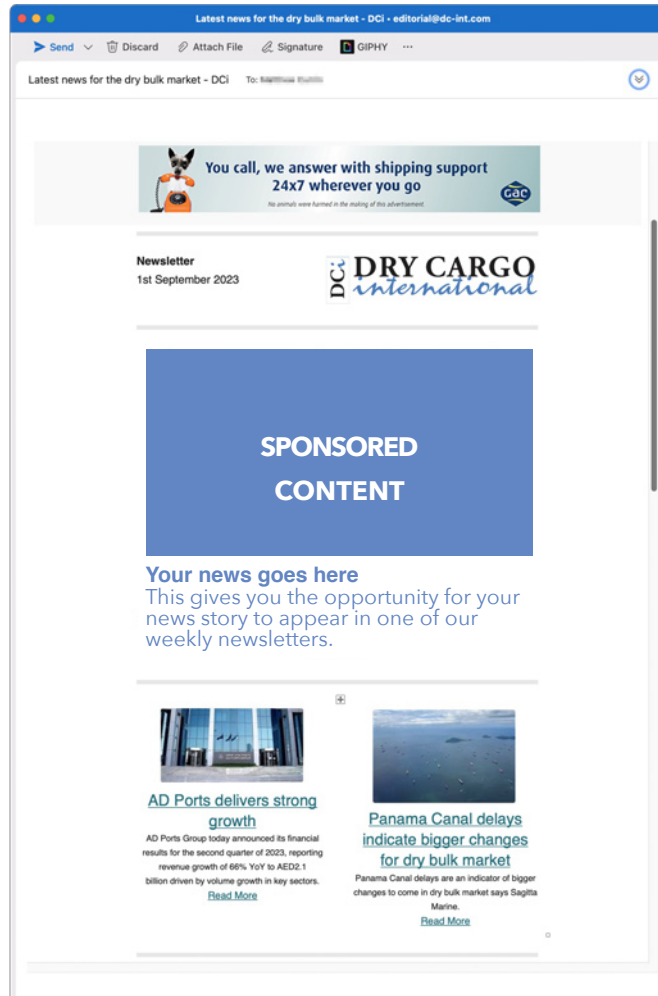 Latest news for the dry bulk market - DCi • editorial@dc-int.com
Send Discard Attach File Signature GIPHY ...
Latest news for the dry bulk market - DCi To:
You call, we answer with shipping support
24x7 wherever you go
No animals were harmed in the making of this advertisement
GAC
Newsletter
1st September 2023
DCi DRY CARGO
international
SPONSORED
CONTENT
Your news goes here
This gives you the opportunity for your
news story to appear in one of our
weekly newsletters.
AD Ports delivers strong
growth
AD Ports Group today announced its financial
results for the second quarter of 2023, reporting
revenue growth of 66% YoY to AED2.1
billion driven by volume growth in key sectors.
Read More
Panama Canal delays
indicate bigger changes
for dry bulk market
Panama Canal delays are an indicator of bigger
changes to come in dry bulk market says Sagitta
Marine.
Read More